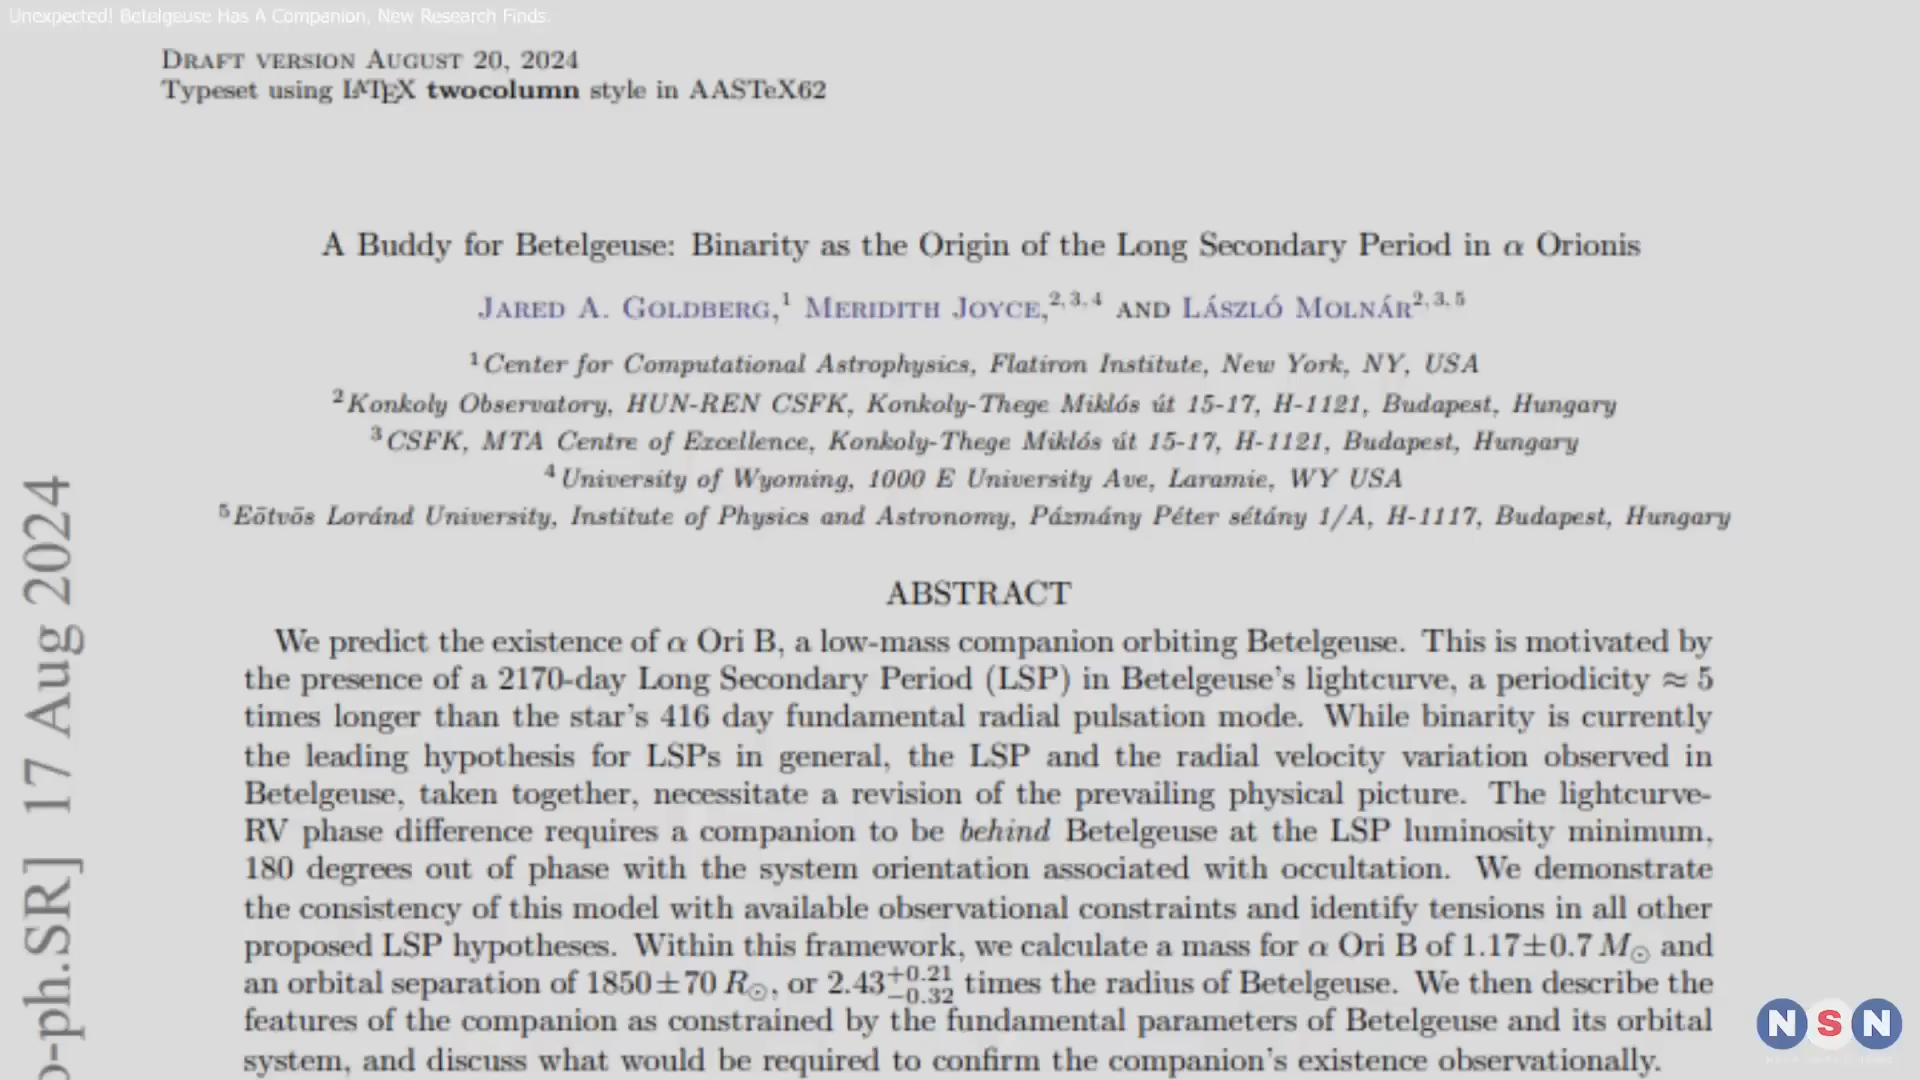 Unexpected! Betelgeuse Has A Companion, New Research Finds.
DRAFT VERSION AUGUST 20, 2024
Typeset using LATEX twocolumn style in AASTeX62
A Buddy for Betelgeuse: Binarity as the Origin of the Long Secondary Period in α Orionis
JARED A. GOLDBERG,1 MERIDITH JOYCE,2,3,4 AND LÁSZLÓ MOLNÁR2,3,5
1Center for Computational Astrophysics, Flatiron Institute, New York, NY, USA
2Konkoly Observatory, HUN-REN CSFK, Konkoly-Thege Miklós út 15-17, H-1121, Budapest, Hungary
3CSFK, MTA Centre of Excellence, Konkoly-Thege Miklós út 15-17, H-1121, Budapest, Hungary
4University of Wyoming, 1000 E University Ave, Laramie, WY USA
5Eötvös Loránd University, Institute of Physics and Astronomy, Pázmány Péter sétány 1/A, H-1117, Budapest, Hungary
ABSTRACT
We predict the existence of α Ori B, a low-mass companion orbiting Betelgeuse. This is motivated by
the presence of a 2170-day Long Secondary Period (LSP) in Betelgeuse's lightcurve, a periodicity ≈ 5
times longer than the star's 416 day fundamental radial pulsation mode. While binarity is currently
the leading hypothesis for LSPs in general, the LSP and the radial velocity variation observed in
Betelgeuse, taken together, necessitate a revision of the prevailing physical picture. The lightcurve-
RV phase difference requires a companion to be behind Betelgeuse at the LSP luminosity minimum,
180 degrees out of phase with the system orientation associated with occultation. We demonstrate
the consistency of this model with available observational constraints and identify tensions in all other
proposed LSP hypotheses. Within this framework, we calculate a mass for α Ori B of 1.17±0.7 M⊙ and
an orbital separation of 1850±70 R⊙, or 2.43+0.21−0.32 times the radius of Betelgeuse. We then describe the
features of the companion as constrained by the fundamental parameters of Betelgeuse and its orbital
system, and discuss what would be required to confirm the companion's existence observationally.
o-ph.SR] 17 Aug 2024
NSN